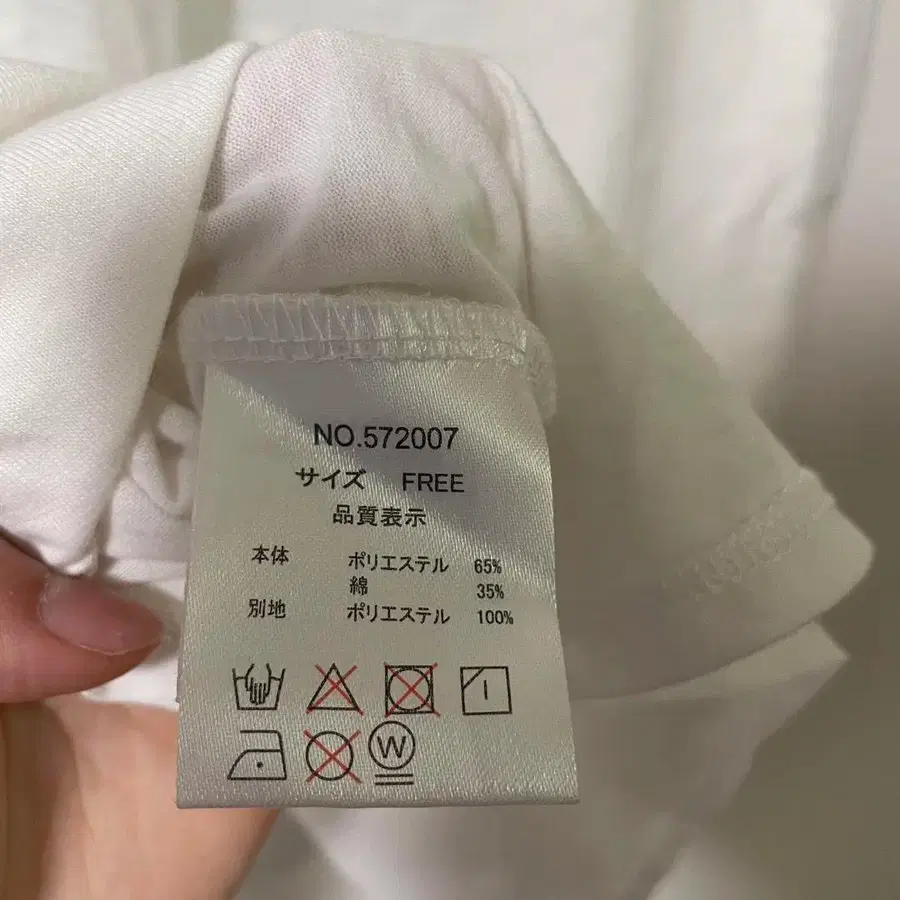 NO.572007
サイズ FREE
品質表示
本体 ポリエステル 65%
綿 35%
別地 ポリエステル 100%
W